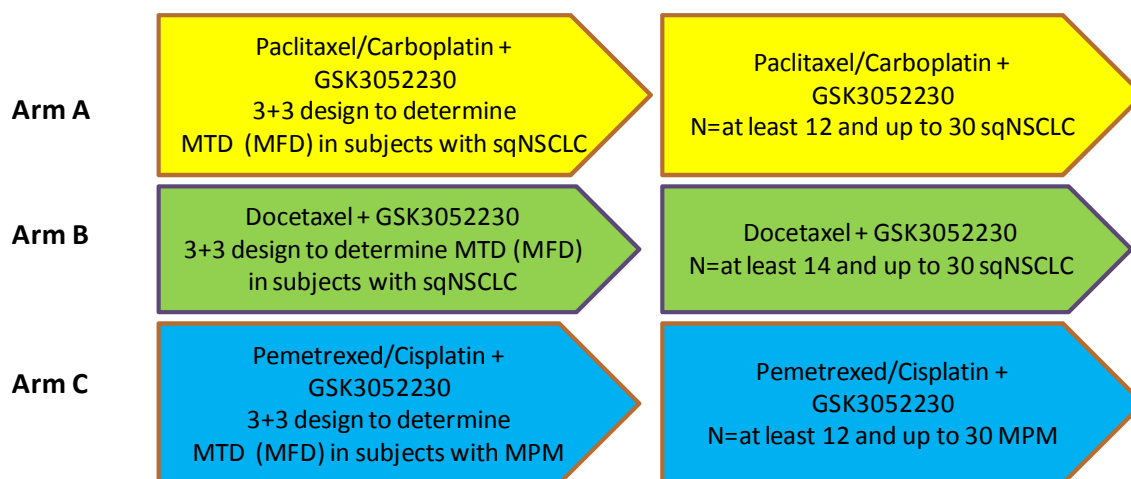 Arm A
Paclitaxel/Carboplatin +
GSK3052230
3+3 design to determine
MTD (MFD) in subjects with sqNSCLC
Paclitaxel/Carboplatin +
GSK3052230
N=at least 12 and up to 30 sqNSCLC
Arm B
Docetaxel + GSK3052230
3+3 design to determine MTD (MFD)
in subjects with sqNSCLC
Docetaxel + GSK3052230
N=at least 14 and up to 30 sqNSCLC
Arm C
Pemetrexed/Cisplatin +
GSK3052230
3+3 design to determine
MTD (MFD) in subjects with MPM
Pemetrexed/Cisplatin +
GSK3052230
N=at least 12 and up to 30 MPM